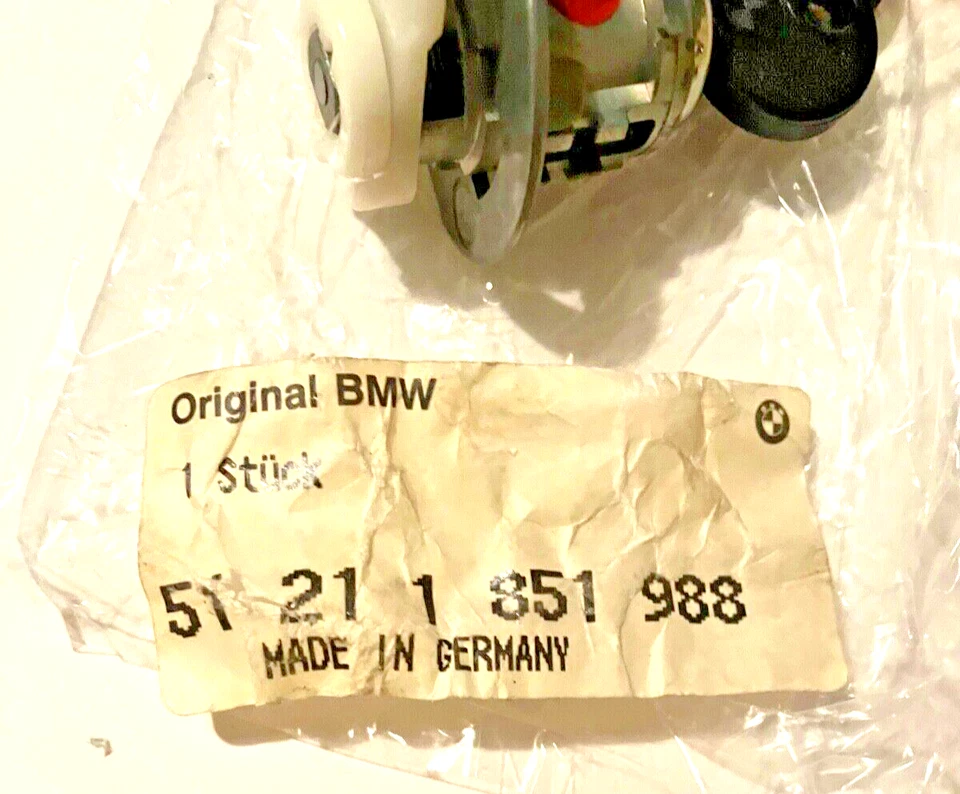 Original BMW
1 Stück
51 21 1 851 988
MADE IN GERMANY